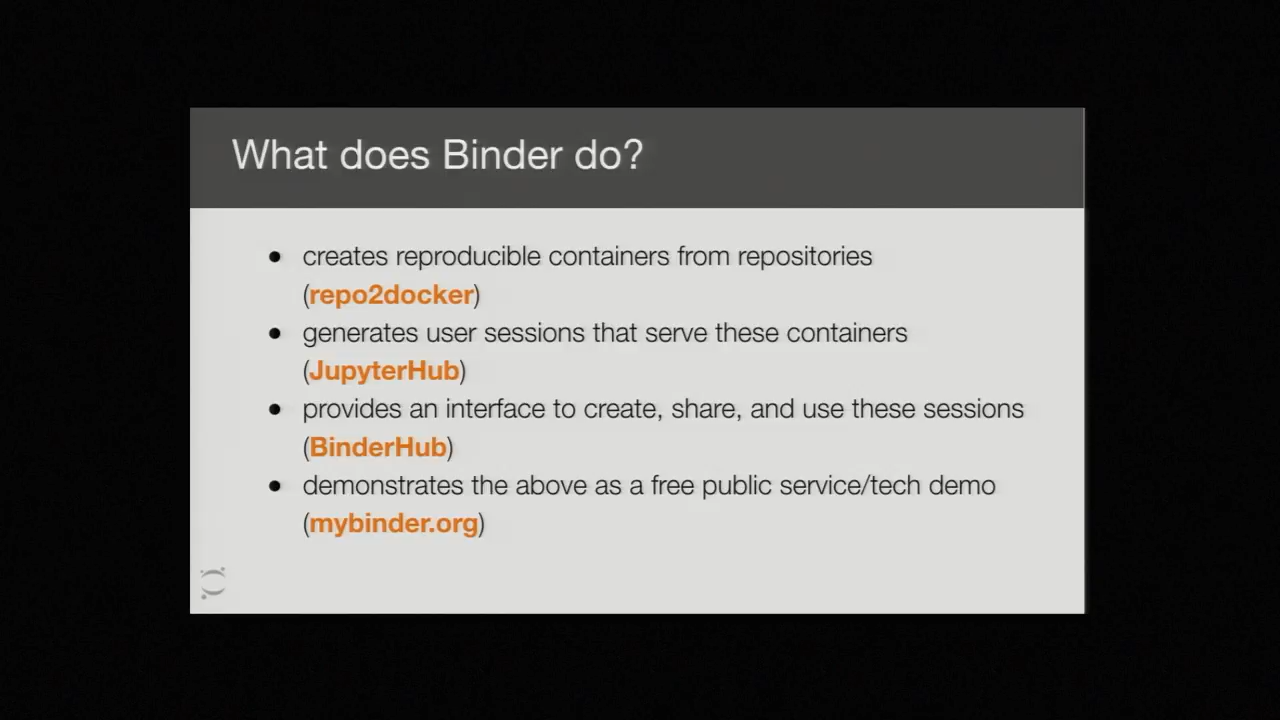 What does Binder do?
● creates reproducible containers from repositories
(repo2docker)
● generates user sessions that serve these containers
(JupyterHub)
● provides an interface to create, share, and use these sessions
(BinderHub)
● demonstrates the above as a free public service/tech demo
(mybinder.org)